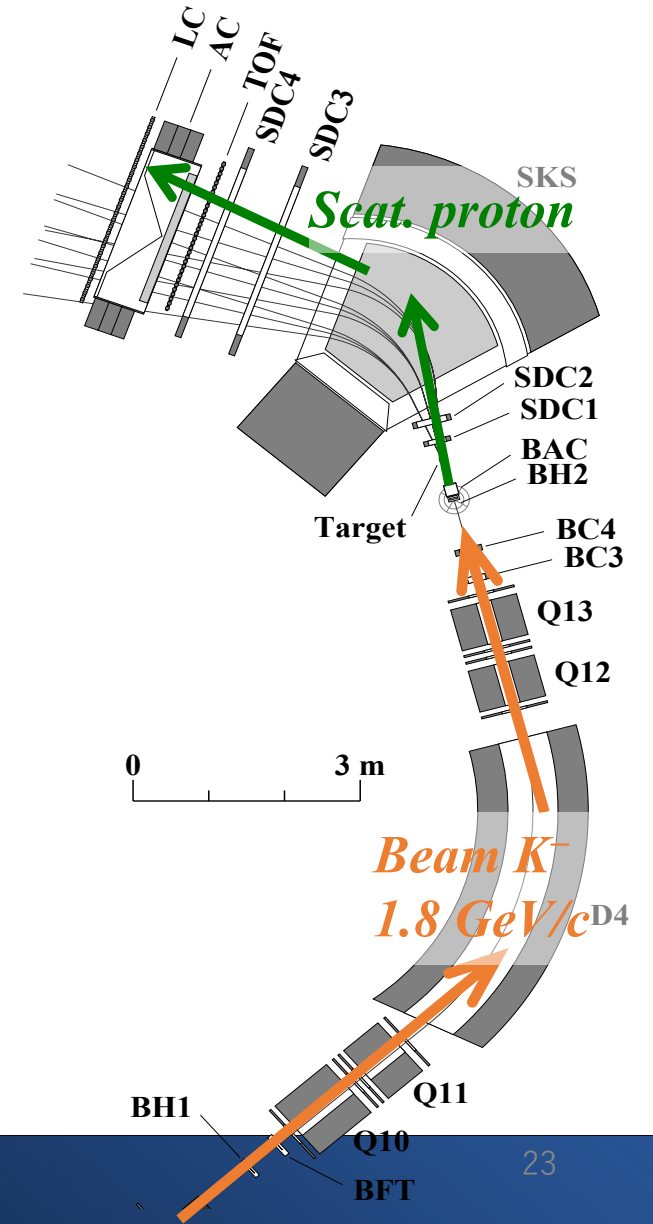 LC
AC
TOF
SDC4
SDC3
SKS
Scat. proton
SDC2
SDC1
BAC
BH2
Target
BC4
BC3
Q13
Q12
0 3 m
Beam K⁻
1.8 GeV/c
D4
Q11
BH1
Q10
BFT
23